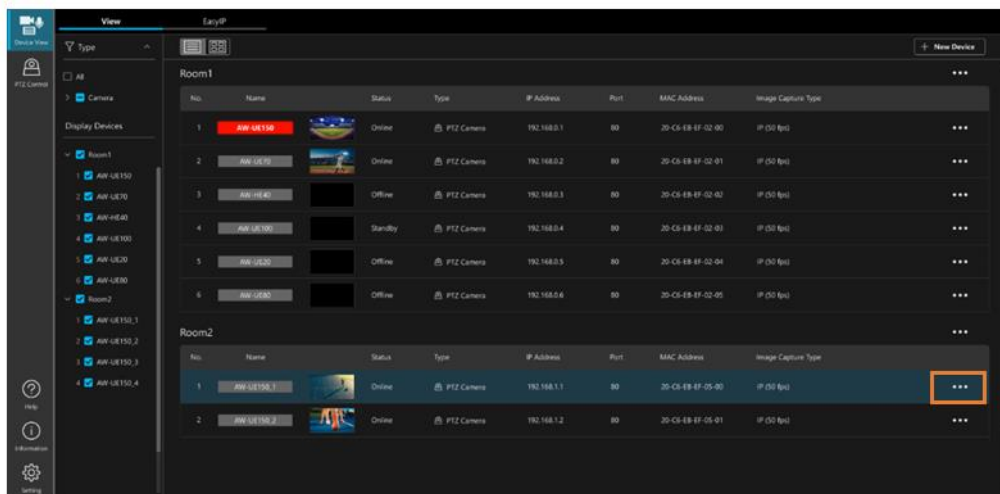 View EasyIP
Device View
PTZ Control
Help
Information
Setting
Type
All
Camera
Display Devices
Room1
1 AW-UE150
2 AW-UE70
3 AW-HE40
4 AW-UE100
5 AW-UE20
6 AW-UE80
Room2
1 AW-UE150_1
2 AW-UE150_2
3 AW-UE150_3
4 AW-UE150_4
+ New Device
Room1
No. Name Status Type IP Address Port MAC Address Image Capture Type
1 AW-UE150 Online PTZ Camera 192.168.0.1 80 20-C6-EB-EF-02-00 IP (50 fps)
2 AW-UE70 Online PTZ Camera 192.168.0.2 80 20-C6-EB-EF-02-01 IP (50 fps)
3 AW-HE40 Offline PTZ Camera 192.168.0.3 80 20-C6-EB-EF-02-02 IP (50 fps)
4 AW-UE100 Standby PTZ Camera 192.168.0.4 80 20-C6-EB-EF-02-03 IP (50 fps)
5 AW-UE20 Offline PTZ Camera 192.168.0.5 80 20-C6-EB-EF-02-04 IP (50 fps)
6 AW-UE80 Offline PTZ Camera 192.168.0.6 80 20-C6-EB-EF-02-05 IP (50 fps)
Room2
No. Name Status Type IP Address Port MAC Address Image Capture Type
1 AW-UE150_1 Online PTZ Camera 192.168.1.1 80 20-C6-EB-EF-05-00 IP (50 fps)
2 AW-UE150_2 Online PTZ Camera 192.168.1.2 80 20-C6-EB-EF-05-01 IP (50 fps)